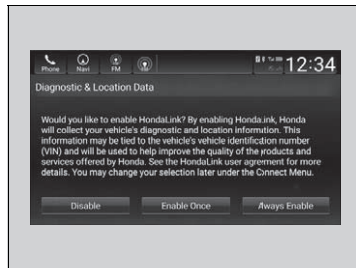 12:34
Phone Navi FM
Diagnostic & Location Data
Would you like to enable HondaLink? By enabling HondaLink, Honda
will collect your vehicle's diagnostic and location information. This
information may be tied to the vehicle's vehicle identification number
(VIN) and will be used to help improve the quality of the products and
services offered by Honda. See the HondaLink user agreement for more
details. You may change your selection later under the Connect Menu.
Disable Enable Once Always Enable